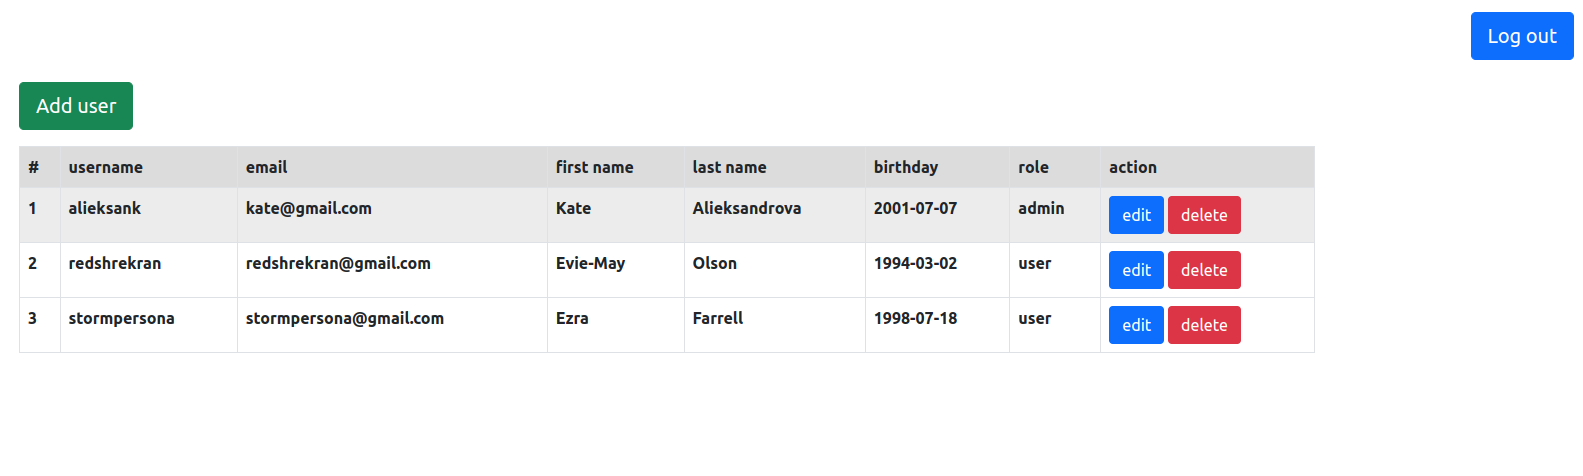 Log out
Add user
# username email first name last name birthday role action
1 alieksank kate@gmail.com Kate Alieksandrova 2001-07-07 admin edit delete
2 redshrekran redshrekran@gmail.com Evie-May Olson 1994-03-02 user edit delete
3 stormpersona stormpersona@gmail.com Ezra Farrell 1998-07-18 user edit delete